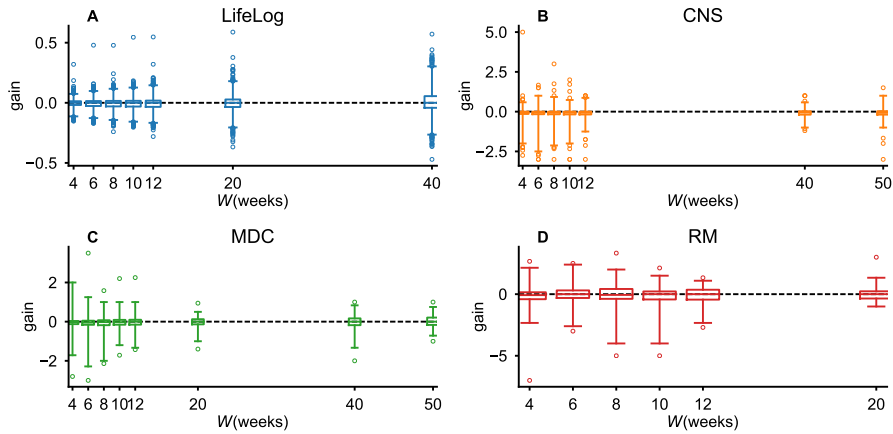 A LifeLog
gain
0.5
0.0
−0.5
4 6 8 10 12 20 40
W(weeks)
B CNS
gain
5.0
2.5
0.0
−2.5
4 6 8 10 12 40 50
W(weeks)
C MDC
gain
2
0
−2
4 6 8 10 12 20 40 50
W(weeks)
D RM
gain
0
−5
4 6 8 10 12 20
W(weeks)